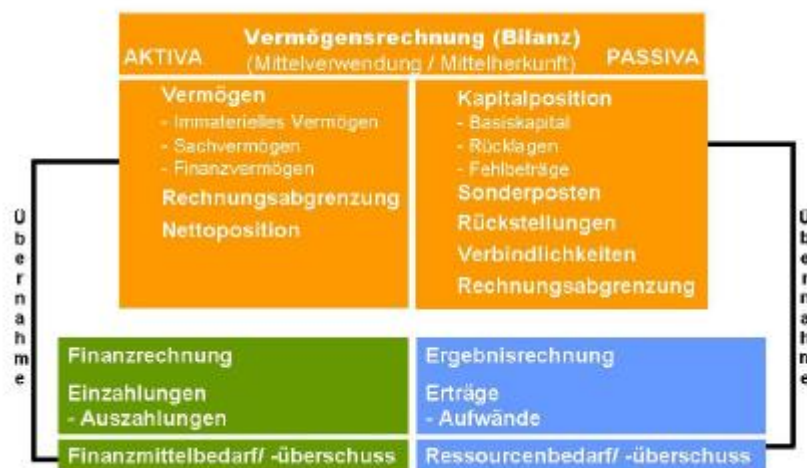 Vermögensrechnung (Bilanz)
AKTIVA
(Mittelverwendung / Mittelherkunft)
PASSIVA
Vermögen
- Immaterielles Vermögen
- Sachvermögen
- Finanzvermögen
Rechnungsabgrenzung
Nettoposition
Kapitalposition
- Basiskapital
- Rücklagen
- Fehlbeträge
Sonderposten
Rückstellungen
Verbindlichkeiten
Rechnungsabgrenzung
Übernahme
Übernahme
Finanzrechnung
Einzahlungen
- Auszahlungen
Finanzmittelbedarf/ -überschuss
Ergebnisrechnung
Erträge
- Aufwände
Ressourcenbedarf/ -überschuss